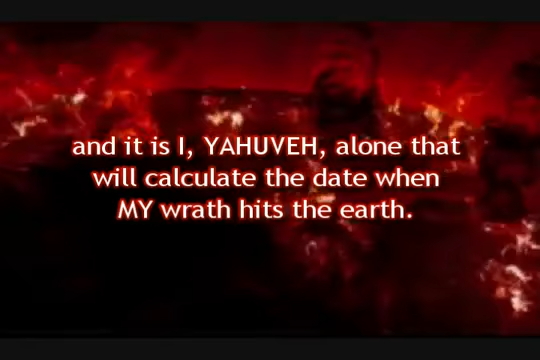 and it is I, YAHUVEH, alone that
will calculate the date when
MY wrath hits the earth.